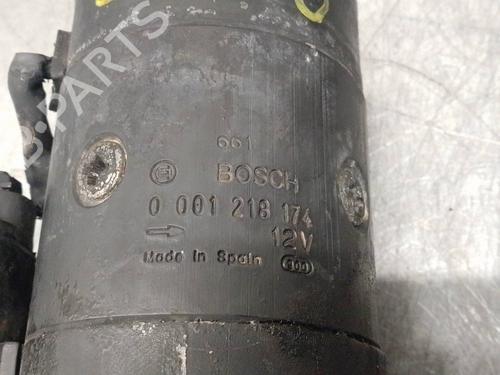 B-PARTS
661
BOSCH
0 001 218 174
12V
Made in Spain